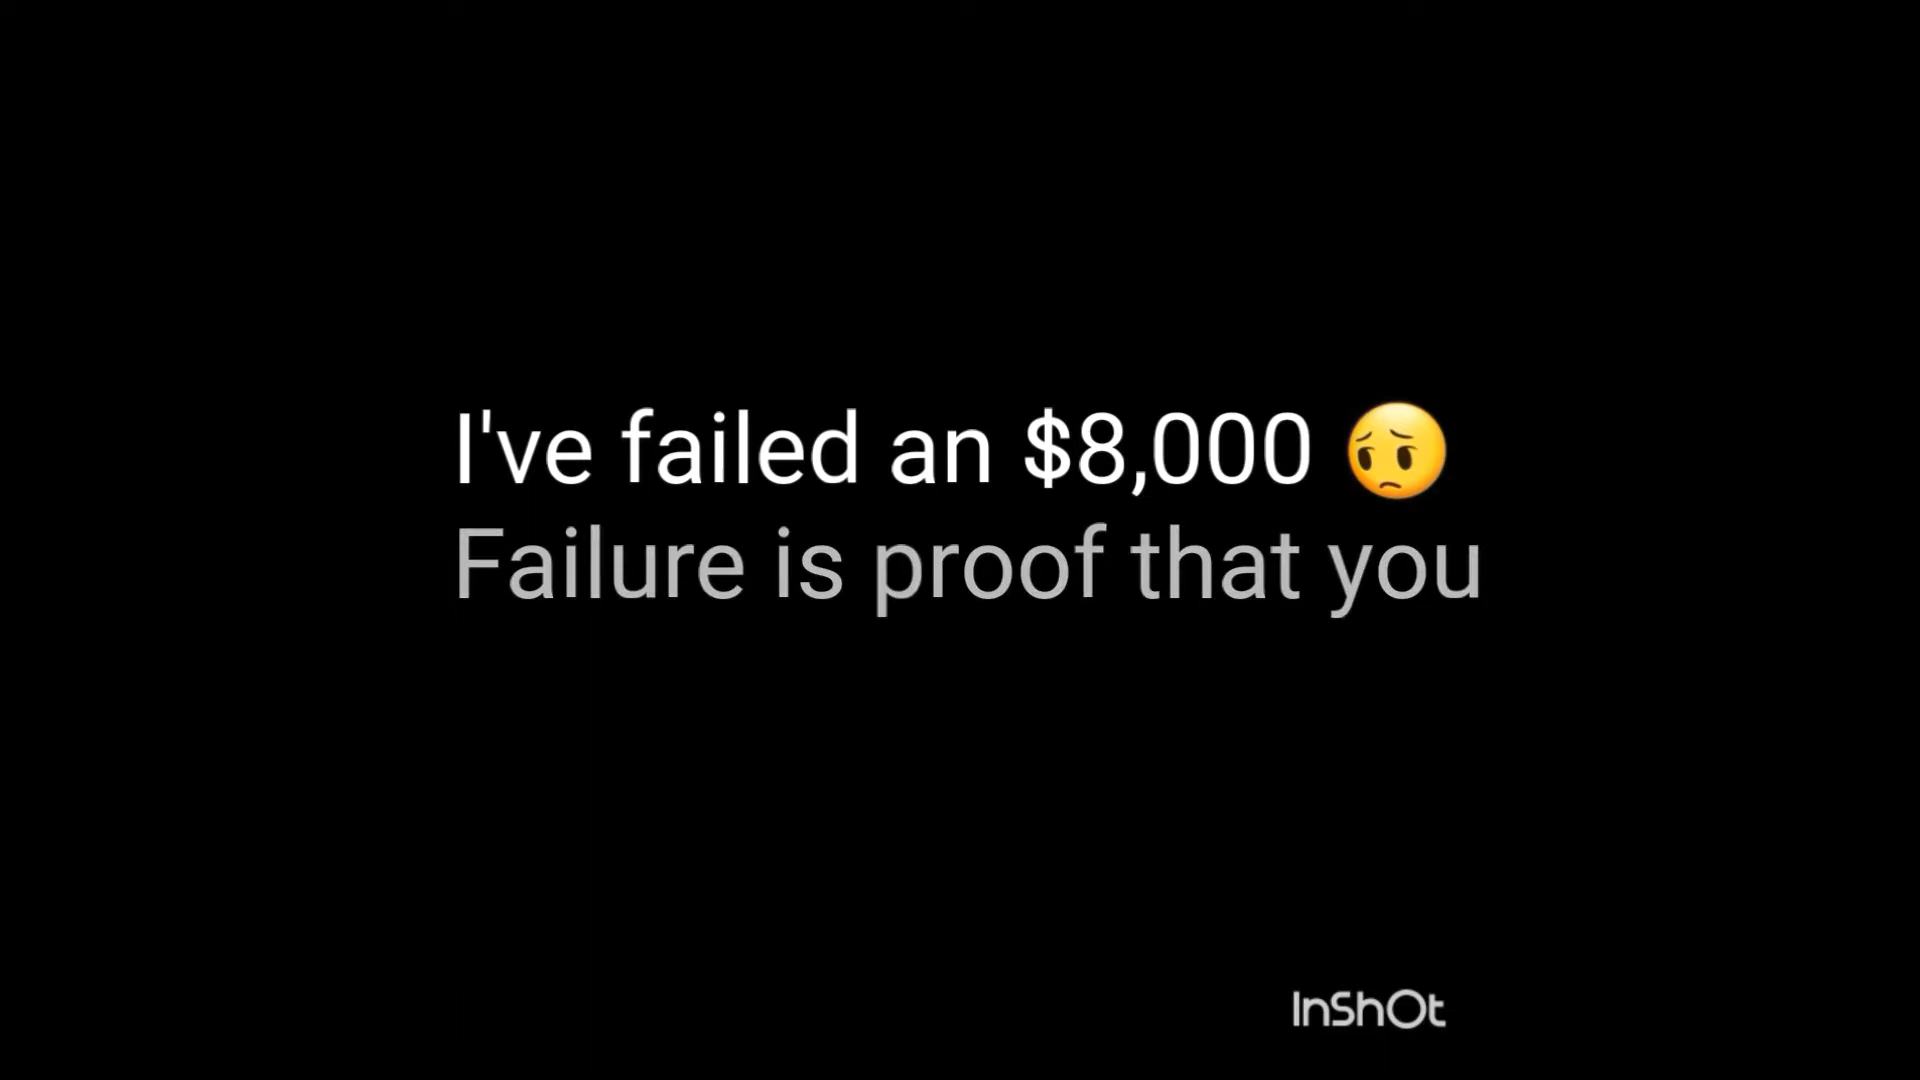 I've failed an $8,000 😔
Failure is proof that you
InShOt